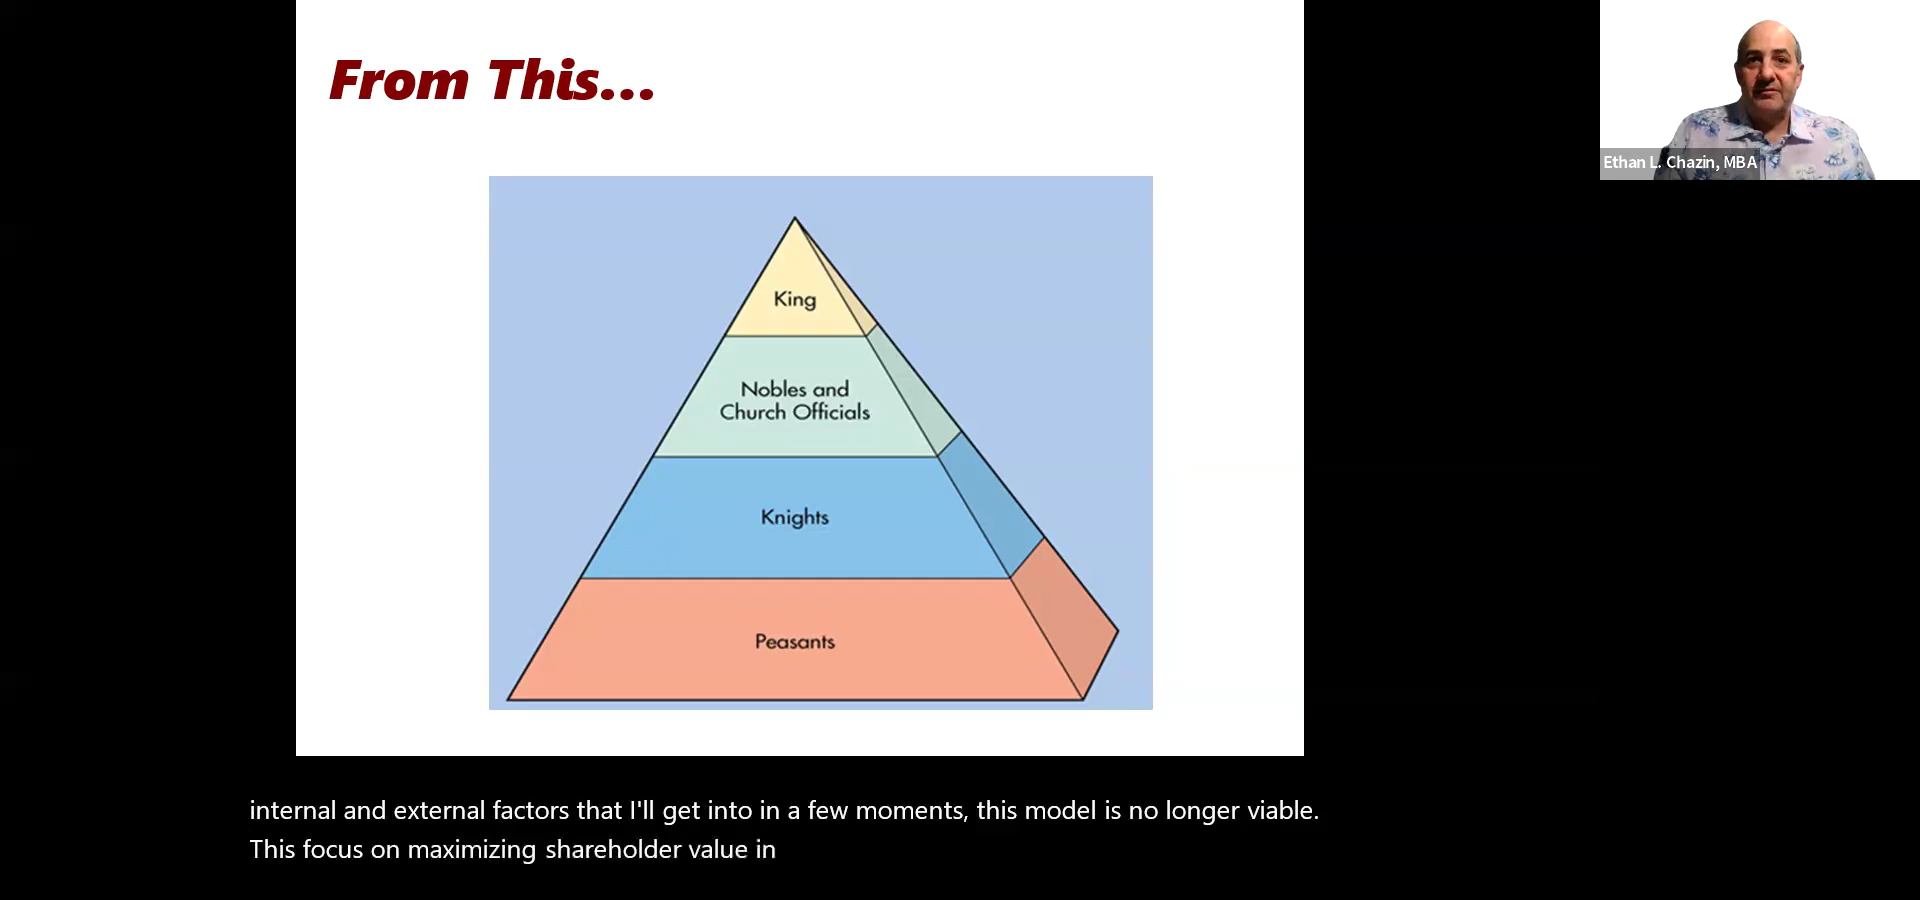 From This...
Ethan L. Chazin, MBA
King
Nobles and
Church Officials
Knights
Peasants
internal and external factors that I'll get into in a few moments, this model is no longer viable.
This focus on maximizing shareholder value in